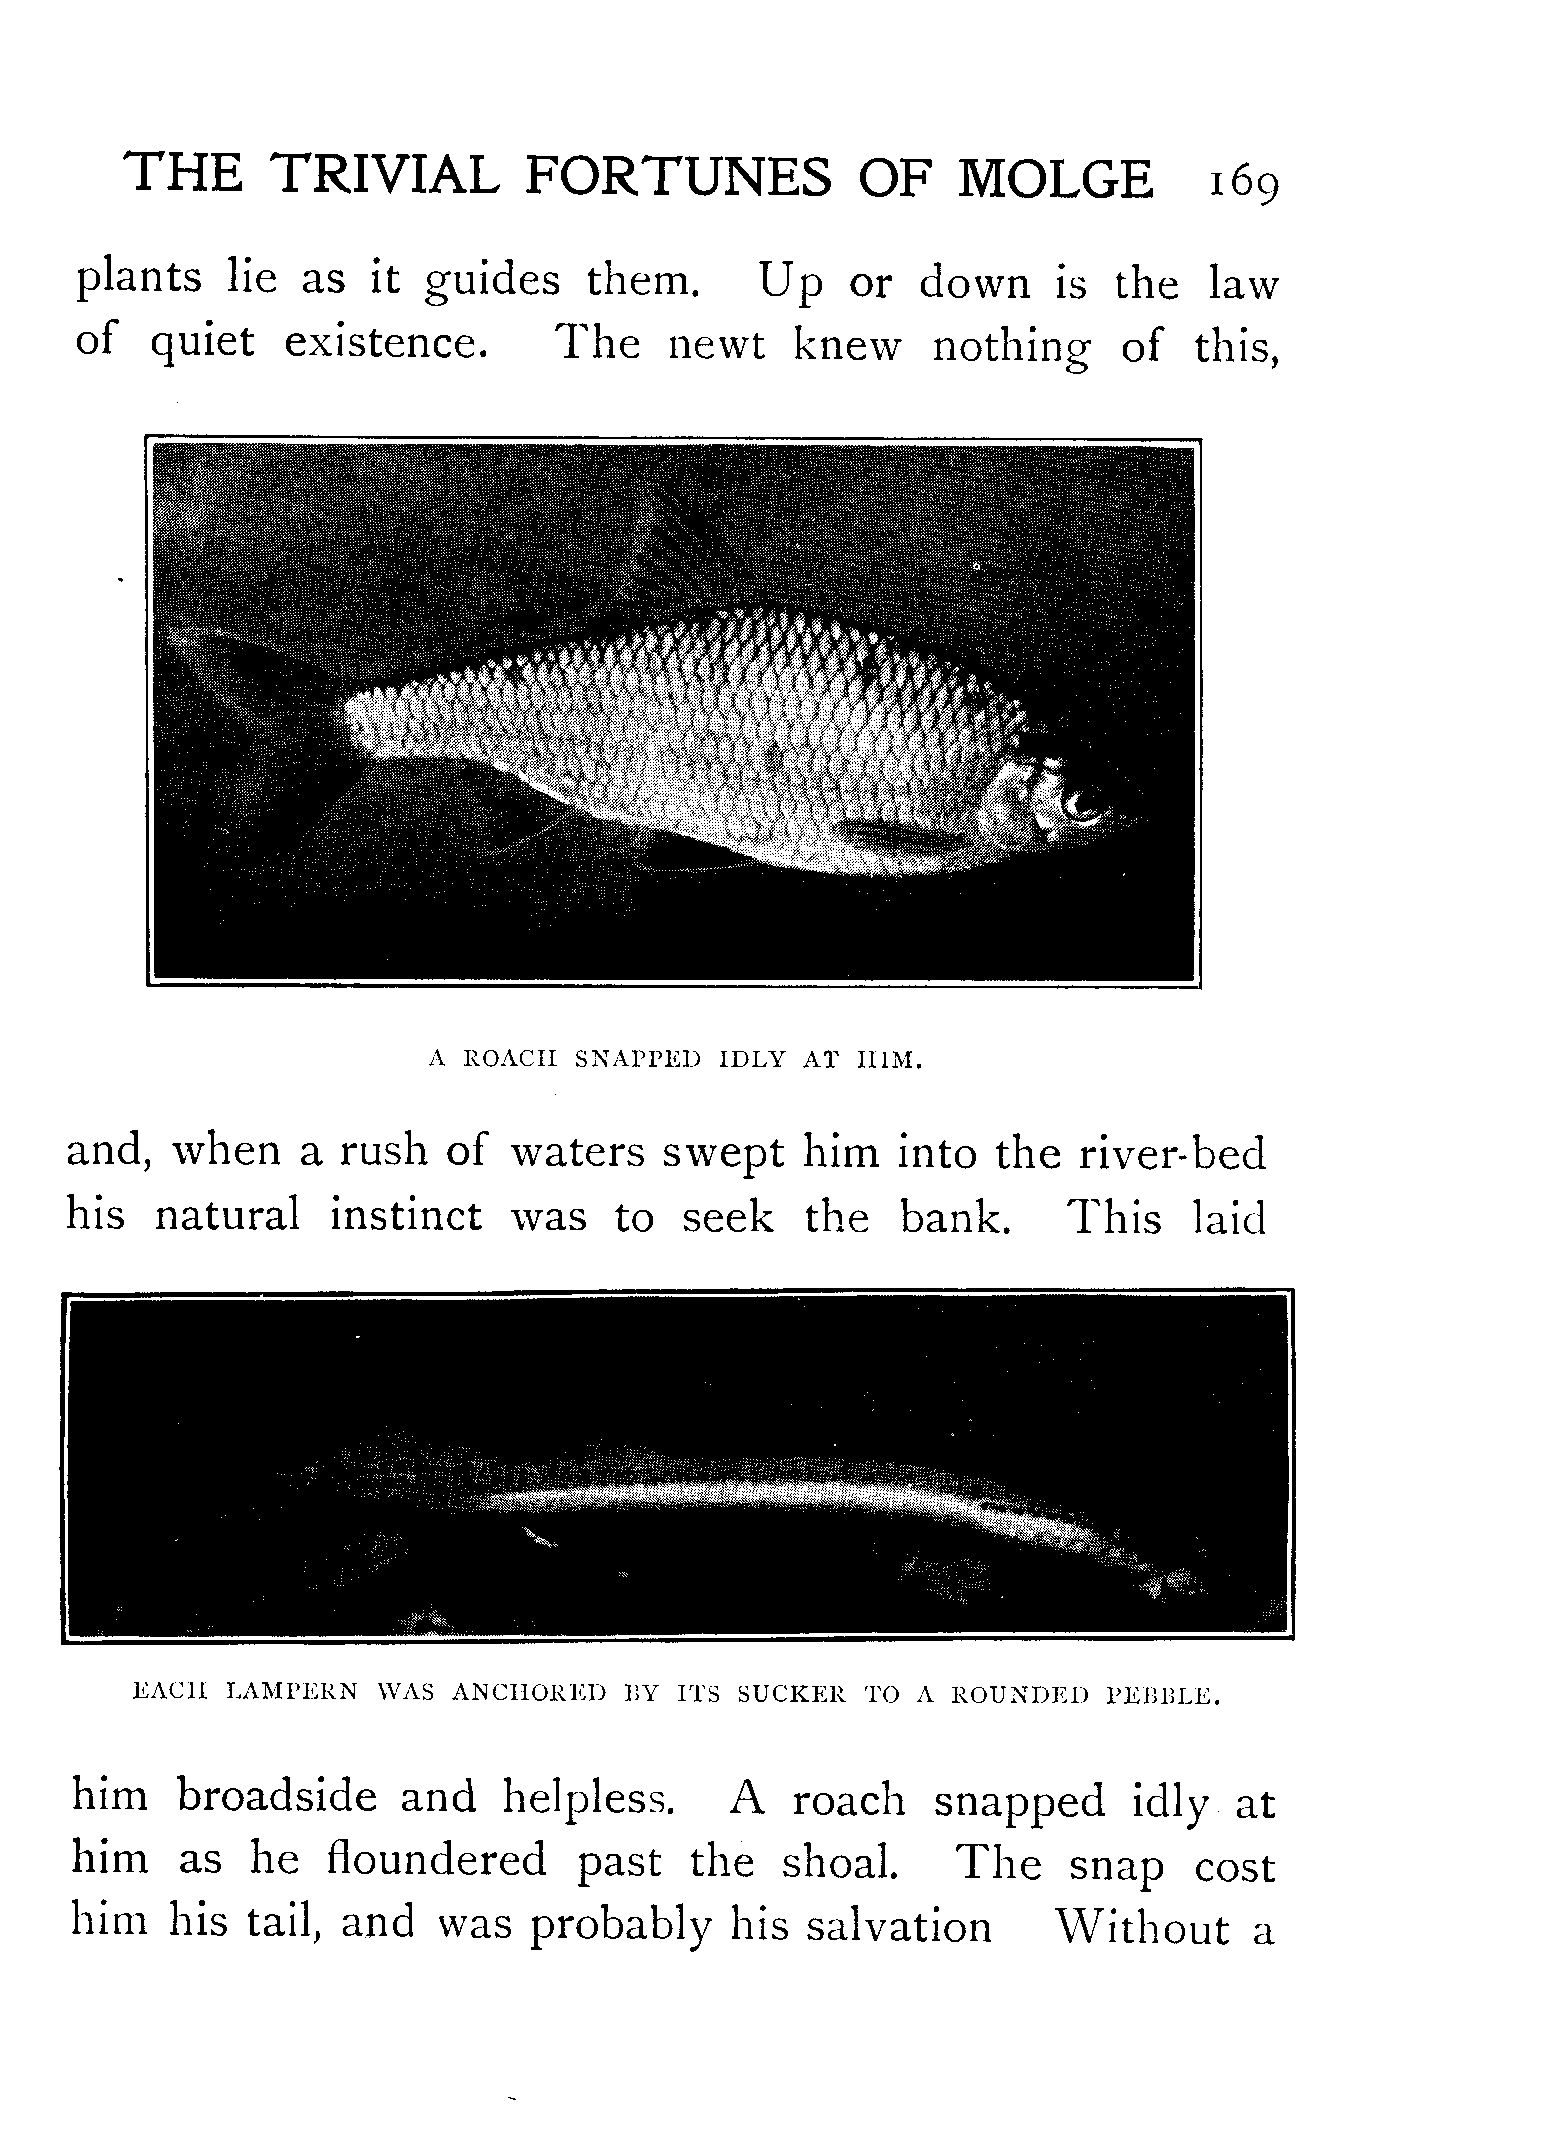 THE TRIVIAL FORTUNES OF MOLGE 169
plants lie as it guides them. Up or down is the law
of quiet existence. The newt knew nothing of this,
A ROACH SNAPPED IDLY AT HIM.
and, when a rush of waters swept him into the river-bed
his natural instinct was to seek the bank. This laid
EACH LAMPERN WAS ANCHORED BY ITS SUCKER TO A ROUNDED PEBBLE.
him broadside and helpless. A roach snapped idly at
him as he floundered past the shoal. The snap cost
him his tail, and was probably his salvation Without a